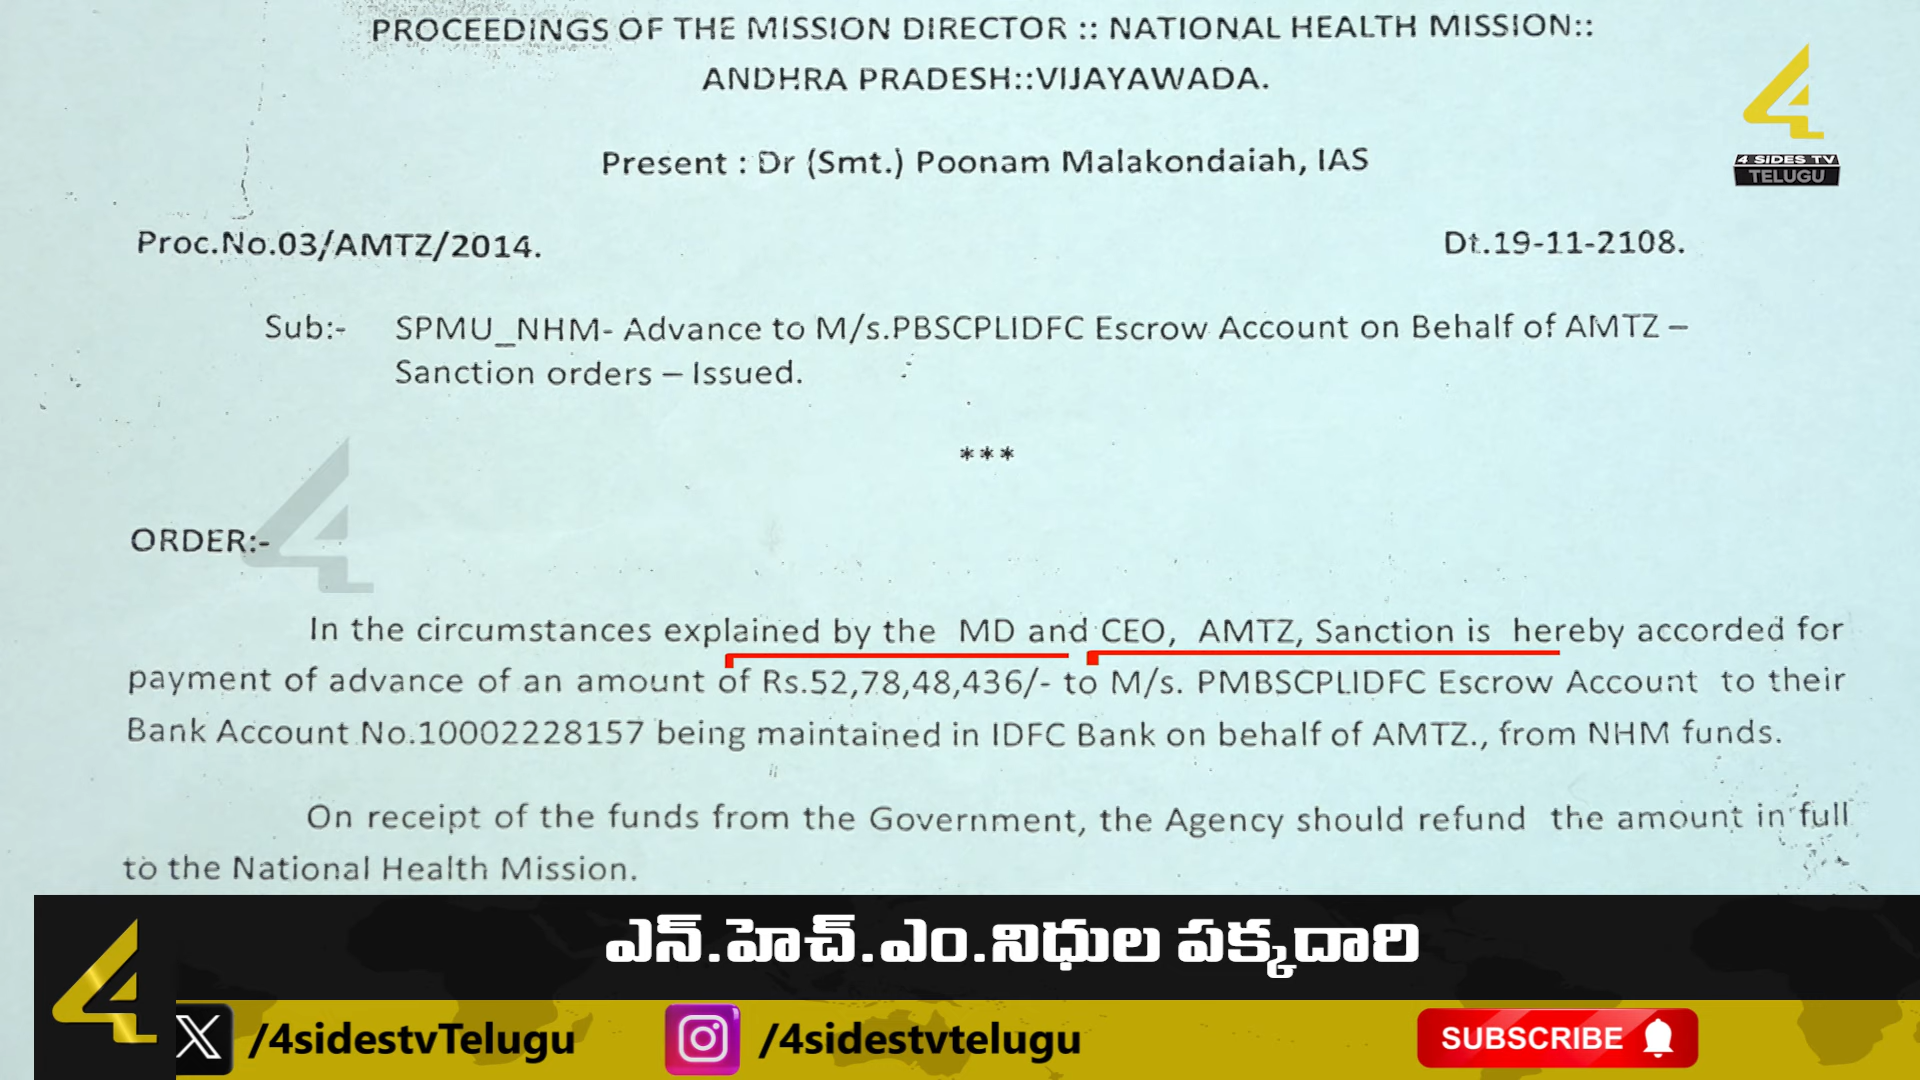 PROCEEDINGS OF THE MISSION DIRECTOR :: NATIONAL HEALTH MISSION::
ANDHRA PRADESH::VIJAYAWADA.
4 SIDES TV
TELUGU
Present : Dr (Smt.) Poonam Malakondaiah, IAS
Proc.No.03/AMTZ/2014. Dt.19-11-2108.
Sub:- SPMU_NHM- Advance to M/s.PBSCPLIDFC Escrow Account on Behalf of AMTZ –
Sanction orders – Issued.
***
ORDER:-
In the circumstances explained by the MD and CEO, AMTZ, Sanction is hereby accorded for
payment of advance of an amount of Rs.52,78,48,436/- to M/s. PMBSCPLIDFC Escrow Account to their
Bank Account No.10002228157 being maintained in IDFC Bank on behalf of AMTZ., from NHM funds.
On receipt of the funds from the Government, the Agency should refund the amount in full
to the National Health Mission.
ఎన్.హెచ్.ఎం.నిధుల పక్కదారి
/4sidestvTelugu /4sidestvtelugu SUBSCRIBE